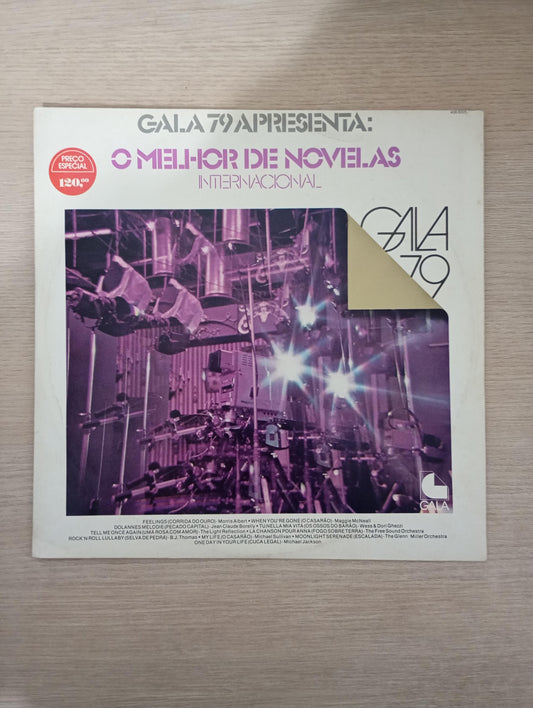 GALA 79 APRESENTA:
PREÇO
ESPECIAL
120,00
O MELHOR DE NOVELAS
INTERNACIONAL
GALA
79
GALA
FEELINGS (CORRIDA DO OURO) - Morris Albert • WHEN YOU'RE GONE (O CASARÃO) - Maggie McNeall
DOLANNES MELODIE (PECADO CAPITAL) - Jean-Claude Borelly • TU NELLA MIA VITA (OS OSSOS DO BARÃO) - Wess & Dori Ghezzi
TELL ME ONCE AGAIN (UMA ROSA COM AMOR) - The Light Reflection • LA CHANSON POUR ANNA (FOGO SOBRE TERRA) - The Free Sound Orchestra
ROCK'N ROLL LULLABY (SELVA DE PEDRA) - B.J. Thomas • MY LIFE (O CASARÃO) - Michael Sullivan • MOONLIGHT SERENADE (ESCALADA) - The Glenn Miller Orchestra
ONE DAY IN YOUR LIFE (CUCA LEGAL) - Michael Jackson.